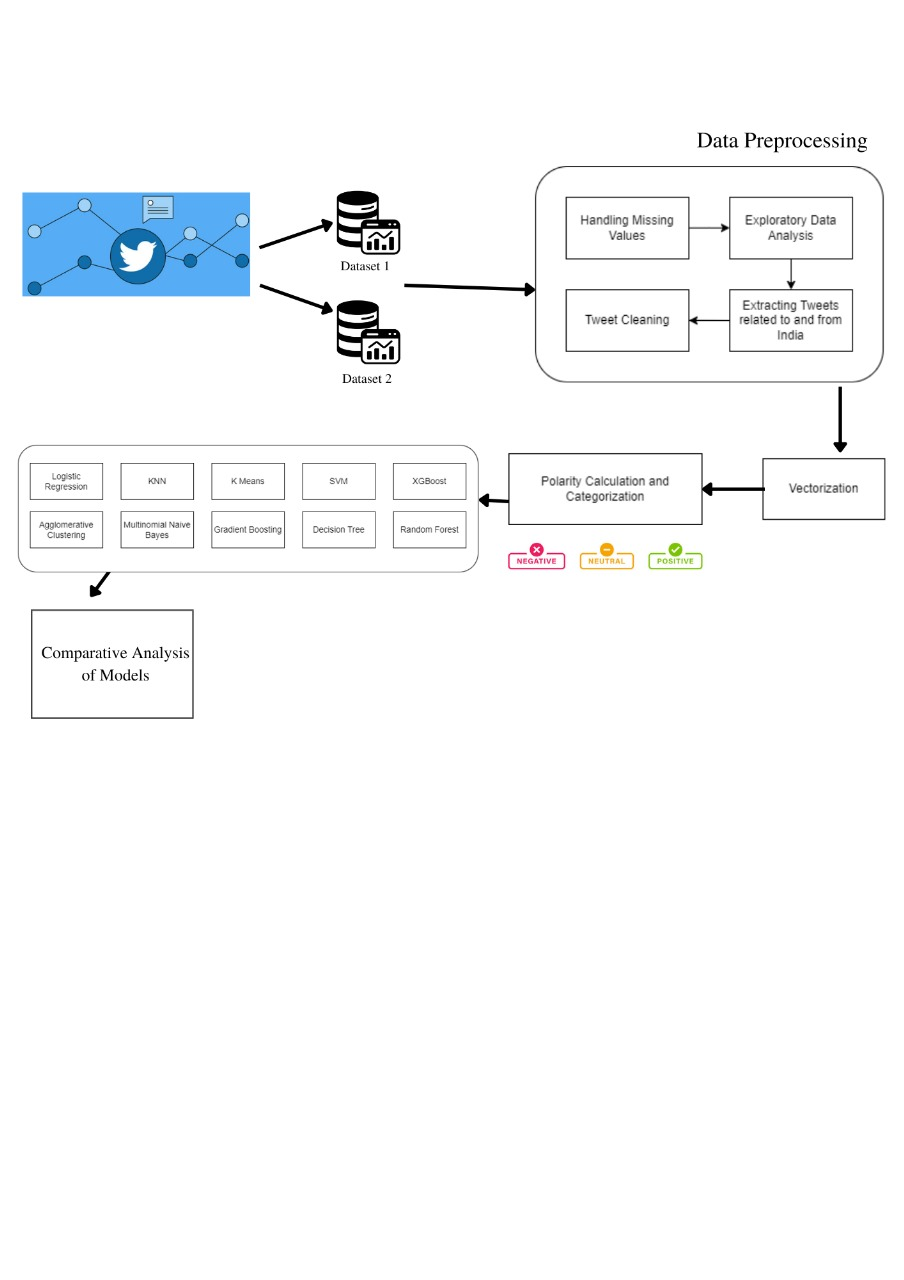 Data Preprocessing
Handling Missing
Values
Exploratory Data
Analysis
Dataset 1
Tweet Cleaning
Extracting Tweets
related to and from
India
Dataset 2
Logistic
Regression
KNN
K Means
SVM
XGBoost
Agglomerative
Clustering
Multinomial Naive
Bayes
Gradient Boosting
Decision Tree
Random Forest
Polarity Calculation and
Categorization
Vectorization
NEGATIVE
NEUTRAL
POSITIVE
Comparative Analysis
of Models